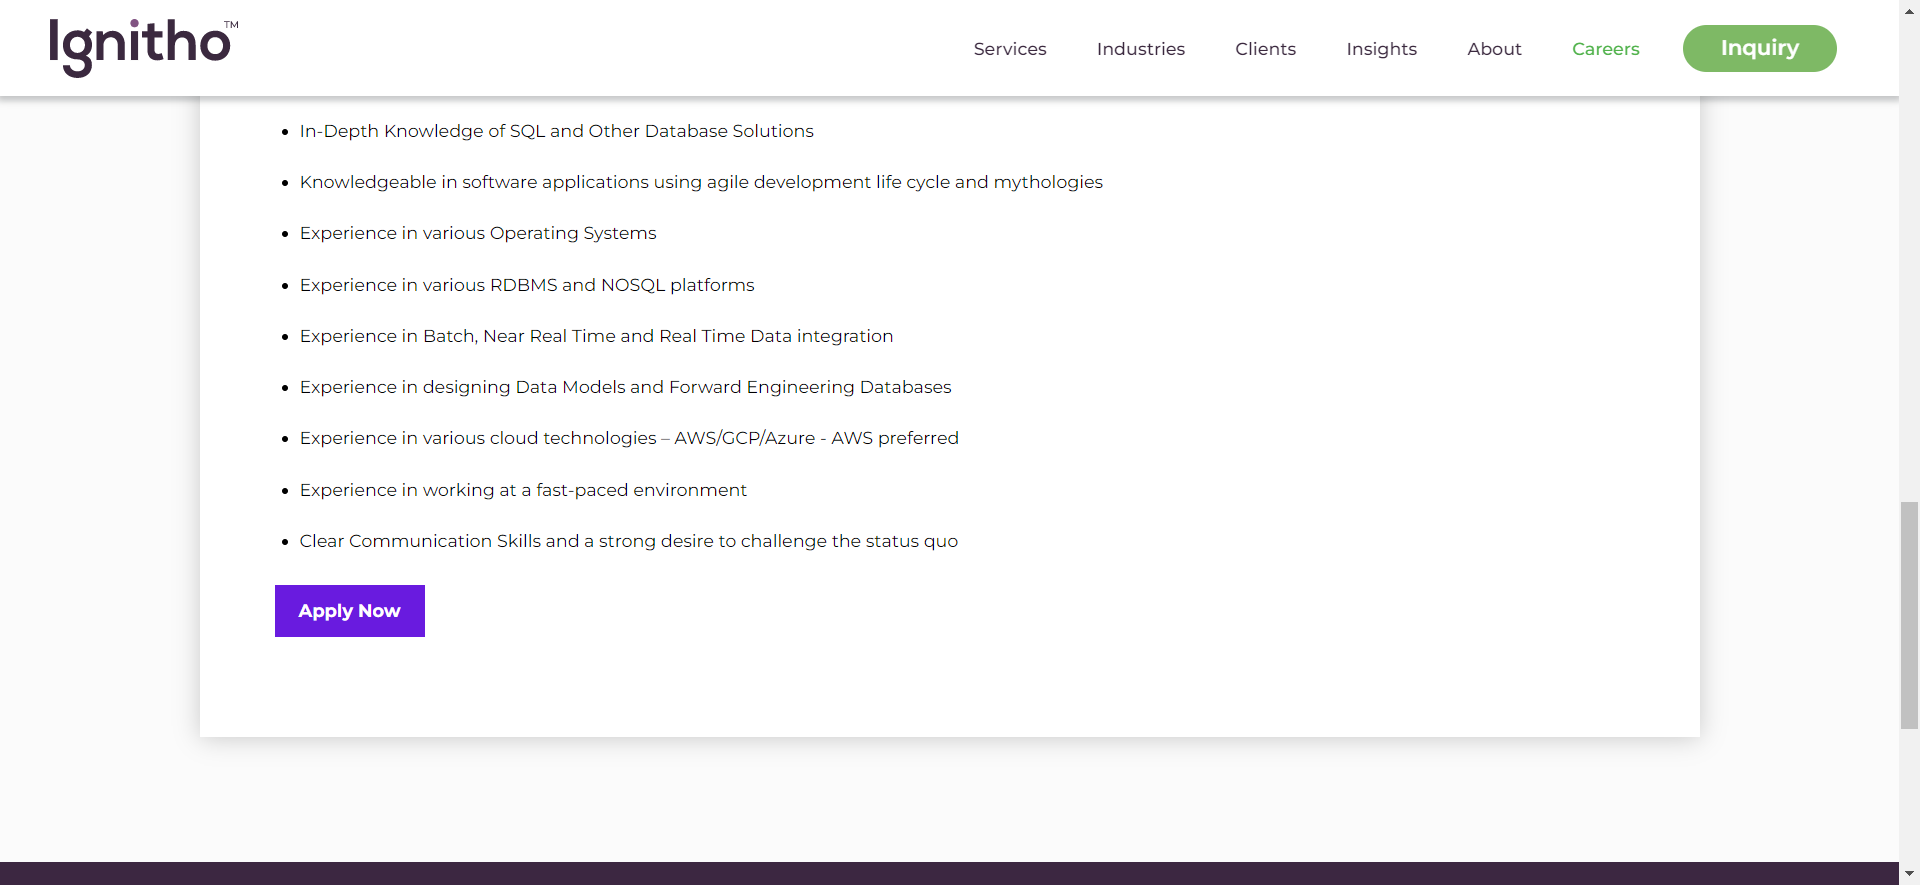 Ignitho™
Services Industries Clients Insights About Careers Inquiry
In-Depth Knowledge of SQL and Other Database Solutions
Knowledgeable in software applications using agile development life cycle and mythologies
Experience in various Operating Systems
Experience in various RDBMS and NOSQL platforms
Experience in Batch, Near Real Time and Real Time Data integration
Experience in designing Data Models and Forward Engineering Databases
Experience in various cloud technologies – AWS/GCP/Azure - AWS preferred
Experience in working at a fast-paced environment
Clear Communication Skills and a strong desire to challenge the status quo
Apply Now